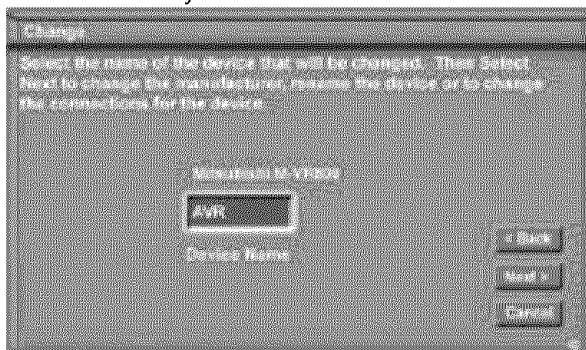 Change
Select the name of the device that will be changed. Then Select
Next to change the manufacturer, rename the device or to change
the connections for the device.
Mitsubishi
AVR
Device Name
< Back
Next >
Cancel